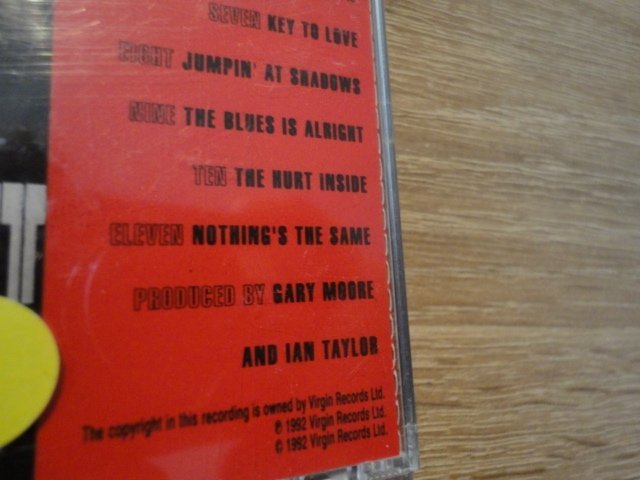 SEVEN KEY TO LOVE
EIGHT JUMPIN' AT SHADOWS
NINE THE BLUES IS ALRIGHT
TEN THE HURT INSIDE
ELEVEN NOTHING'S THE SAME
PRODUCED BY GARY MOORE
AND IAN TAYLOR
The copyright in this recording is owned by Virgin Records Ltd.
℗ 1992 Virgin Records Ltd.
© 1992 Virgin Records Ltd.